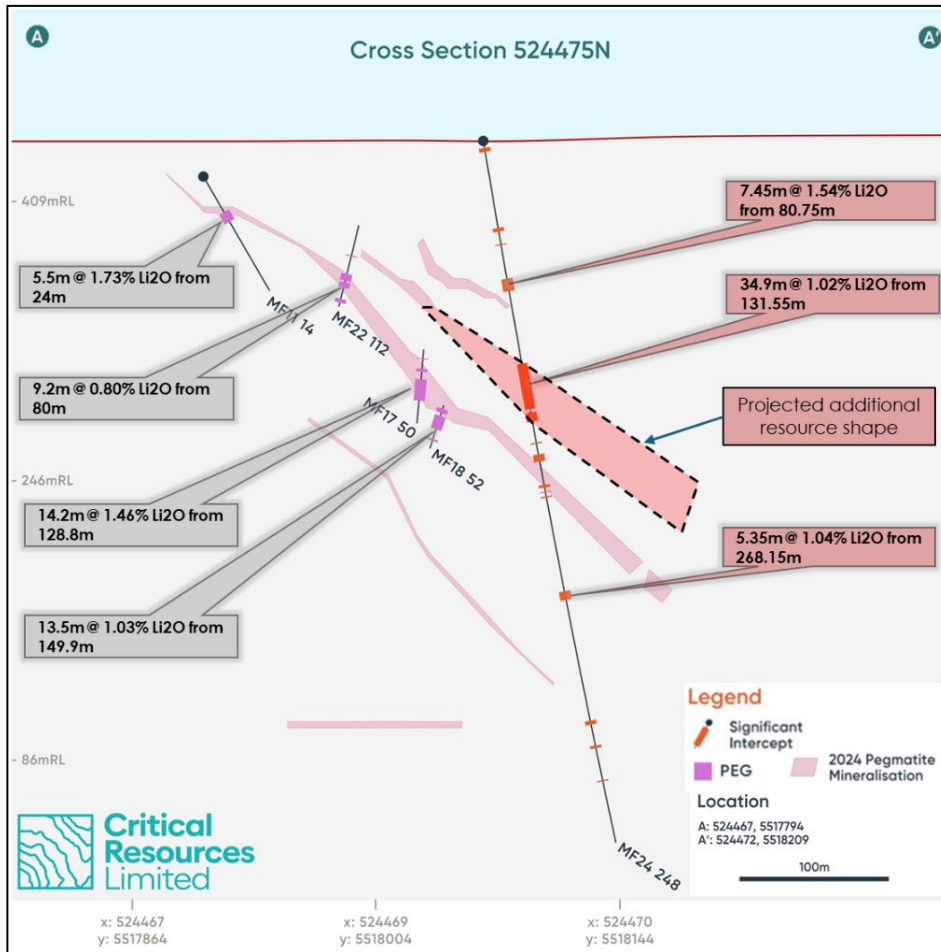 A
A'
Cross Section 524475N
- 409mRL
7.45m @ 1.54% Li2O
from 80.75m
5.5m @ 1.73% Li2O from
24m
34.9m @ 1.02% Li2O from
131.55m
MF11 14
MF22 112
9.2m @ 0.80% Li2O from
80m
MF17 50
MF18 52
Projected additional
resource shape
- 246mRL
14.2m @ 1.46% Li2O from
128.8m
5.35m @ 1.04% Li2O from
268.15m
13.5m @ 1.03% Li2O from
149.9m
- 86mRL
Legend
Significant
Intercept
PEG
2024 Pegmatite
Mineralisation
Location
A: 524467, 5517794
A': 524472, 5518209
100m
MF24 248
Critical
Resources
Limited
x: 524467
y: 5517864
x: 524469
y: 5518004
x: 524470
y: 5518144